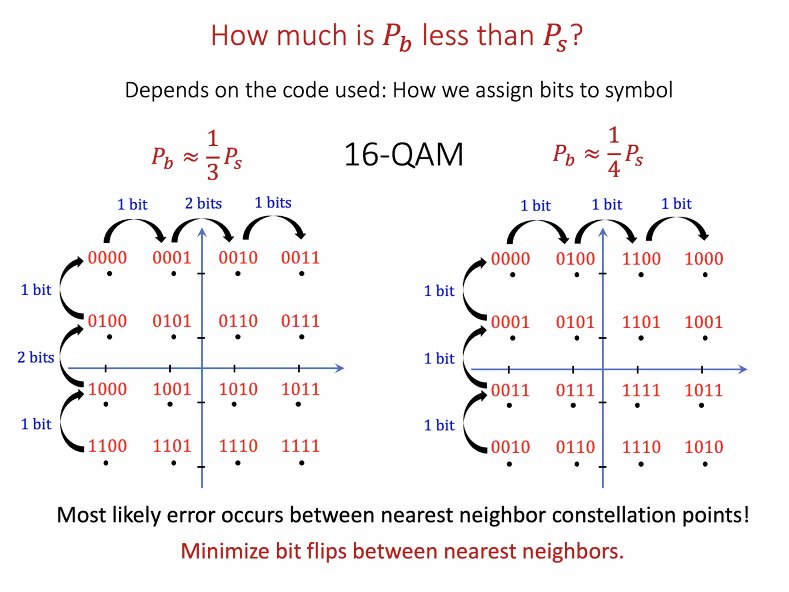 How much is P_b less than P_s?
Depends on the code used: How we assign bits to symbol
P_b ≈ 1/3 P_s
16-QAM
P_b ≈ 1/4 P_s
1 bit 2 bits 1 bits
0000 0001 0010 0011
1 bit
0100 0101 0110 0111
2 bits
1000 1001 1010 1011
1 bit
1100 1101 1110 1111
1 bit 1 bit 1 bit
0000 0100 1100 1000
1 bit
0001 0101 1101 1001
1 bit
0011 0111 1111 1011
1 bit
0010 0110 1110 1010
Most likely error occurs between nearest neighbor constellation points!
Minimize bit flips between nearest neighbors.